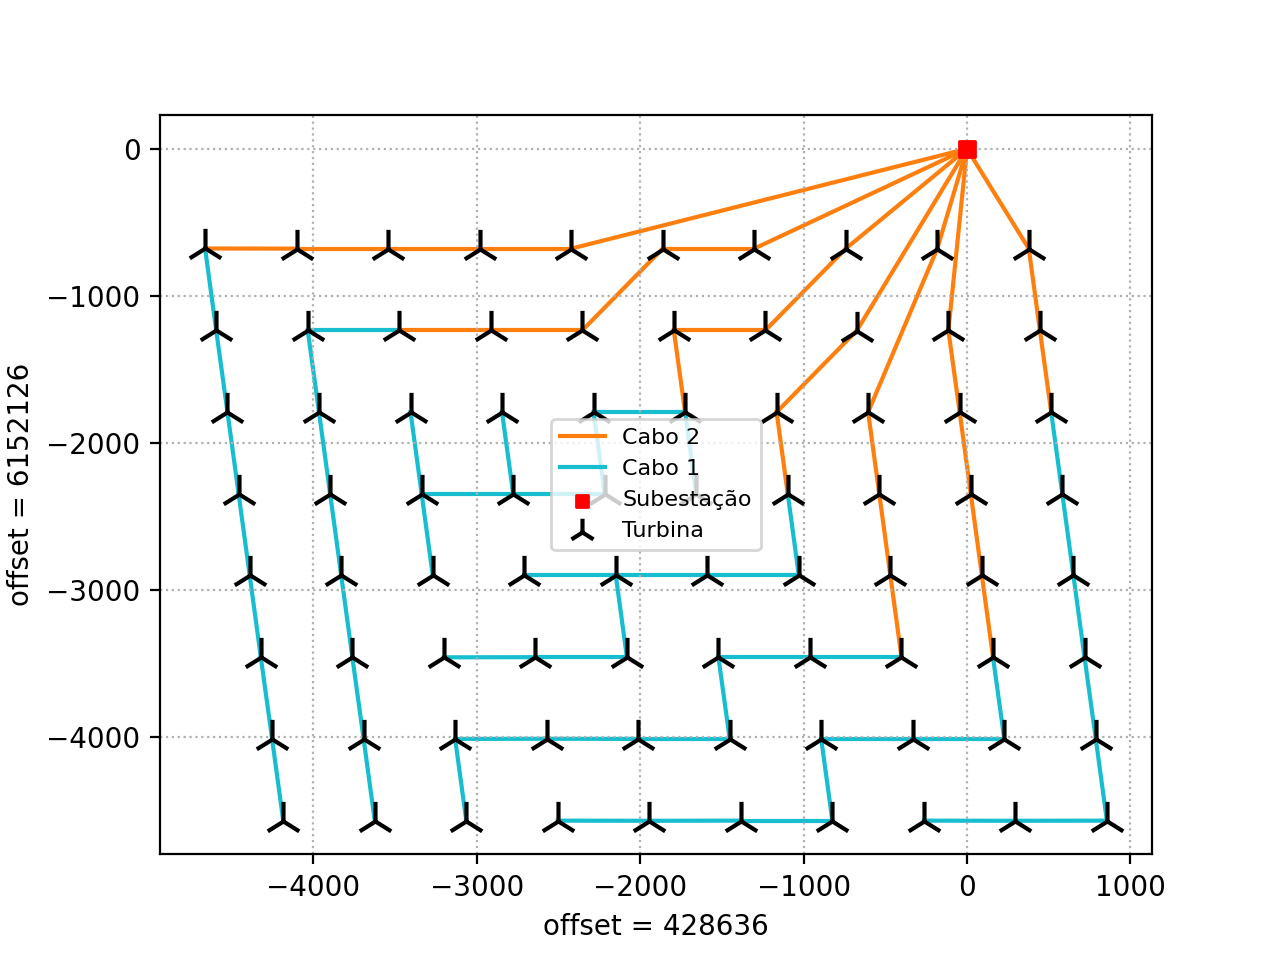 0
−1000
−2000
−3000
−4000
offset = 6152126
Cabo 2
Cabo 1
Subestação
Turbina
−4000 −3000 −2000 −1000 0 1000
offset = 428636